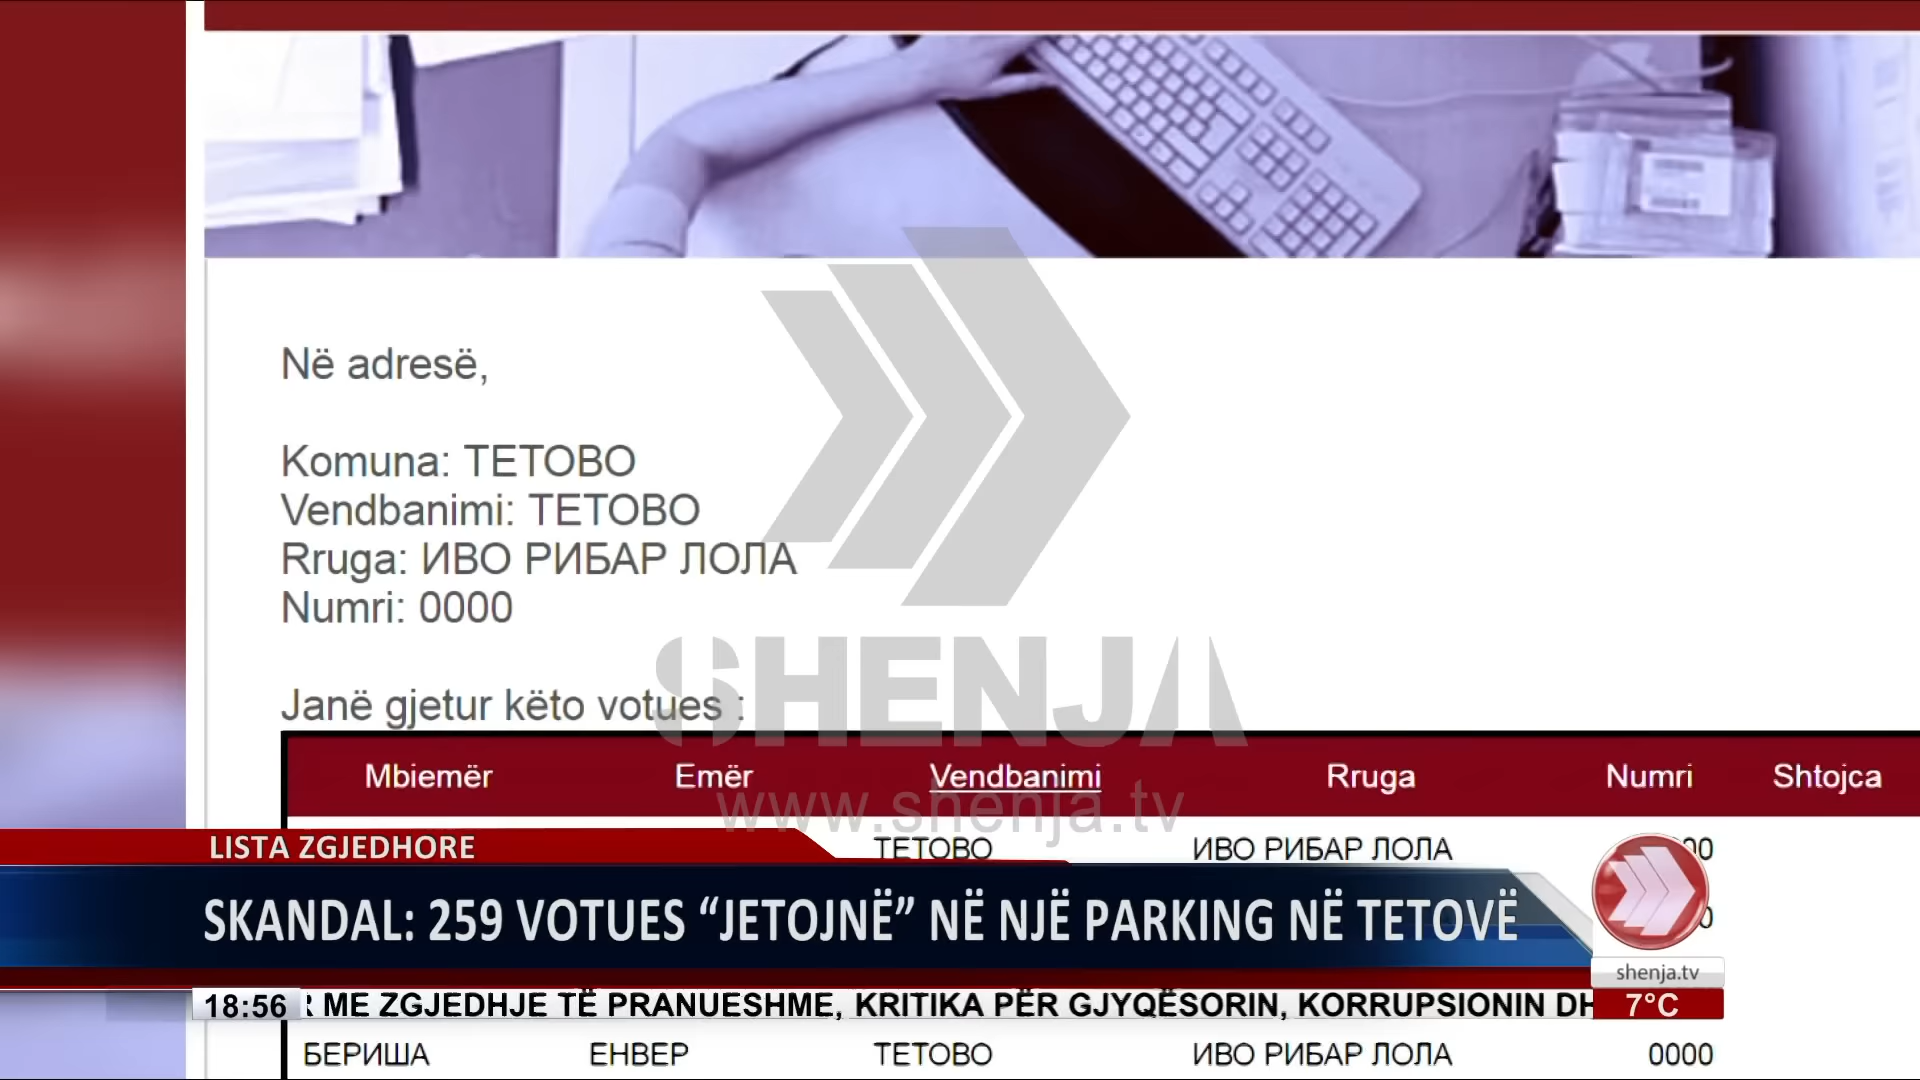 Në adresë,
Komuna: ТЕТОВО
Vendbanimi: ТЕТОВО
Rruga: ИВО РИБАР ЛОЛА
Numri: 0000
Janë gjetur këto votues :
SHENJA
www.shenja.tv
Mbiemër Emër Vendbanimi Rruga Numri Shtojca
ТЕТОВО ИВО РИБАР ЛОЛА
LISTA ZGJEDHORE
SKANDAL: 259 VOTUES “JETOJNË” NË NJË PARKING NË TETOVË
shenja.tv
18:56 ME ZGJEDHJE TË PRANUESHME, KRITIKA PËR GJYQËSORIN, KORRUPSIONIN DH 7°C
БЕРИША ЕНВЕР ТЕТОВО ИВО РИБАР ЛОЛА 0000